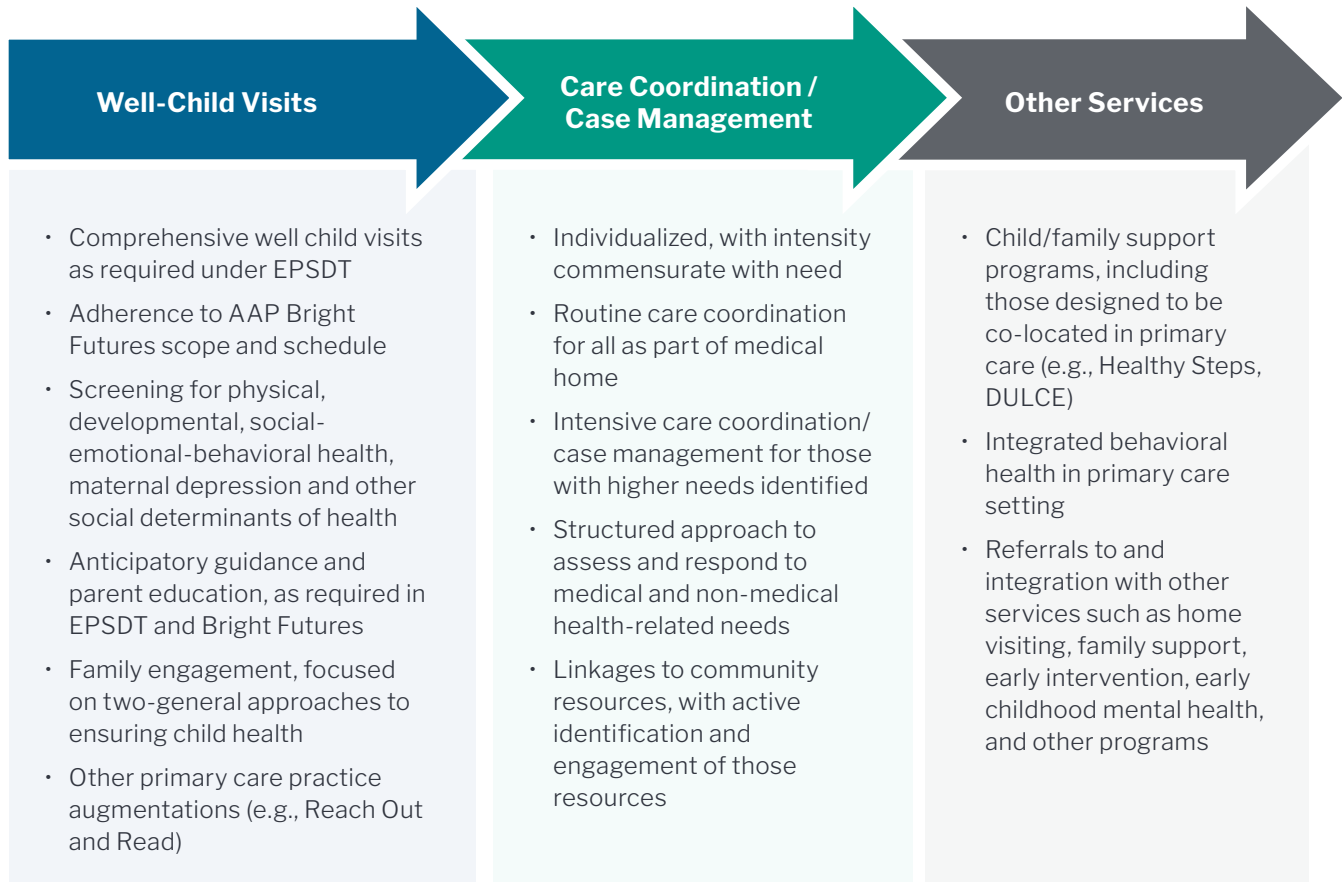 Well-Child Visits
• Comprehensive well child visits
as required under EPSDT
• Adherence to AAP Bright
Futures scope and schedule
• Screening for physical,
developmental, social-
emotional-behavioral health,
maternal depression and other
social determinants of health
• Anticipatory guidance and
parent education, as required in
EPSDT and Bright Futures
• Family engagement, focused
on two-general approaches to
ensuring child health
• Other primary care practice
augmentations (e.g., Reach Out
and Read)
Care Coordination /
Case Management
• Individualized, with intensity
commensurate with need
• Routine care coordination
for all as part of medical
home
• Intensive care coordination/
case management for those
with higher needs identified
• Structured approach to
assess and respond to
medical and non-medical
health-related needs
• Linkages to community
resources, with active
identification and
engagement of those
resources
Other Services
• Child/family support
programs, including
those designed to be
co-located in primary
care (e.g., Healthy Steps,
DULCE)
• Integrated behavioral
health in primary care
setting
• Referrals to and
integration with other
services such as home
visiting, family support,
early intervention, early
childhood mental health,
and other programs